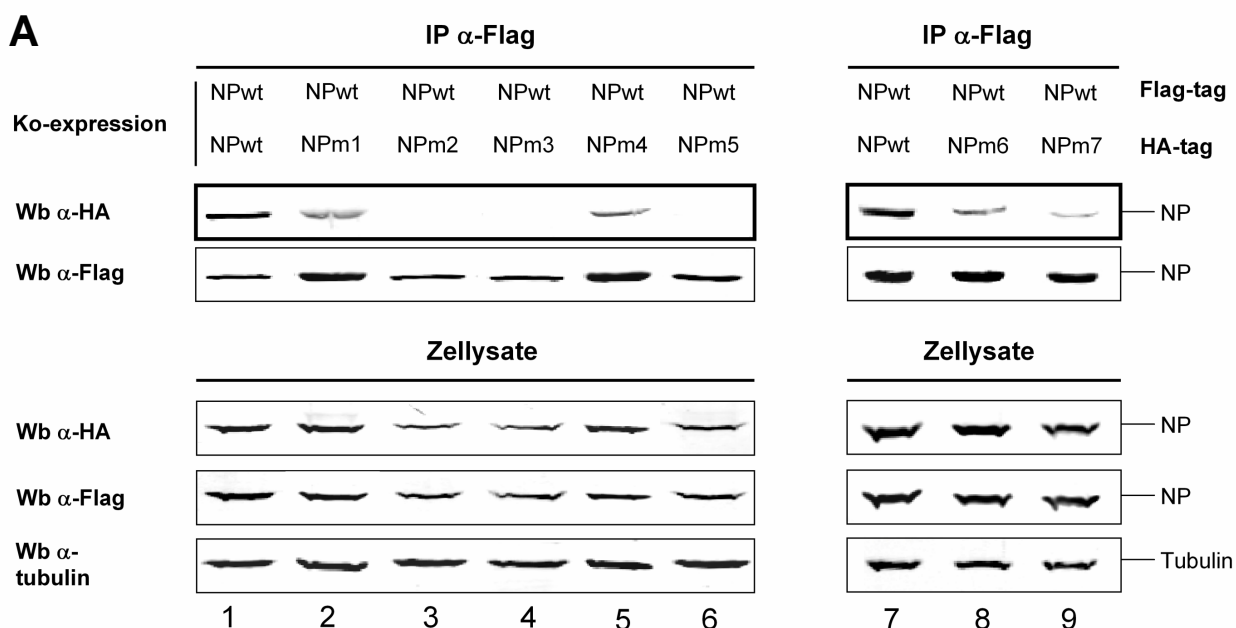 A
IP α-Flag IP α-Flag
NPwt NPwt NPwt NPwt NPwt NPwt NPwt NPwt NPwt Flag-tag
Ko-expression
NPwt NPm1 NPm2 NPm3 NPm4 NPm5 NPwt NPm6 NPm7 HA-tag
Wb α-HA NP
Wb α-Flag NP
Zellysate Zellysate
Wb α-HA NP
Wb α-Flag NP
Wb α-
tubulin Tubulin
1 2 3 4 5 6 7 8 9